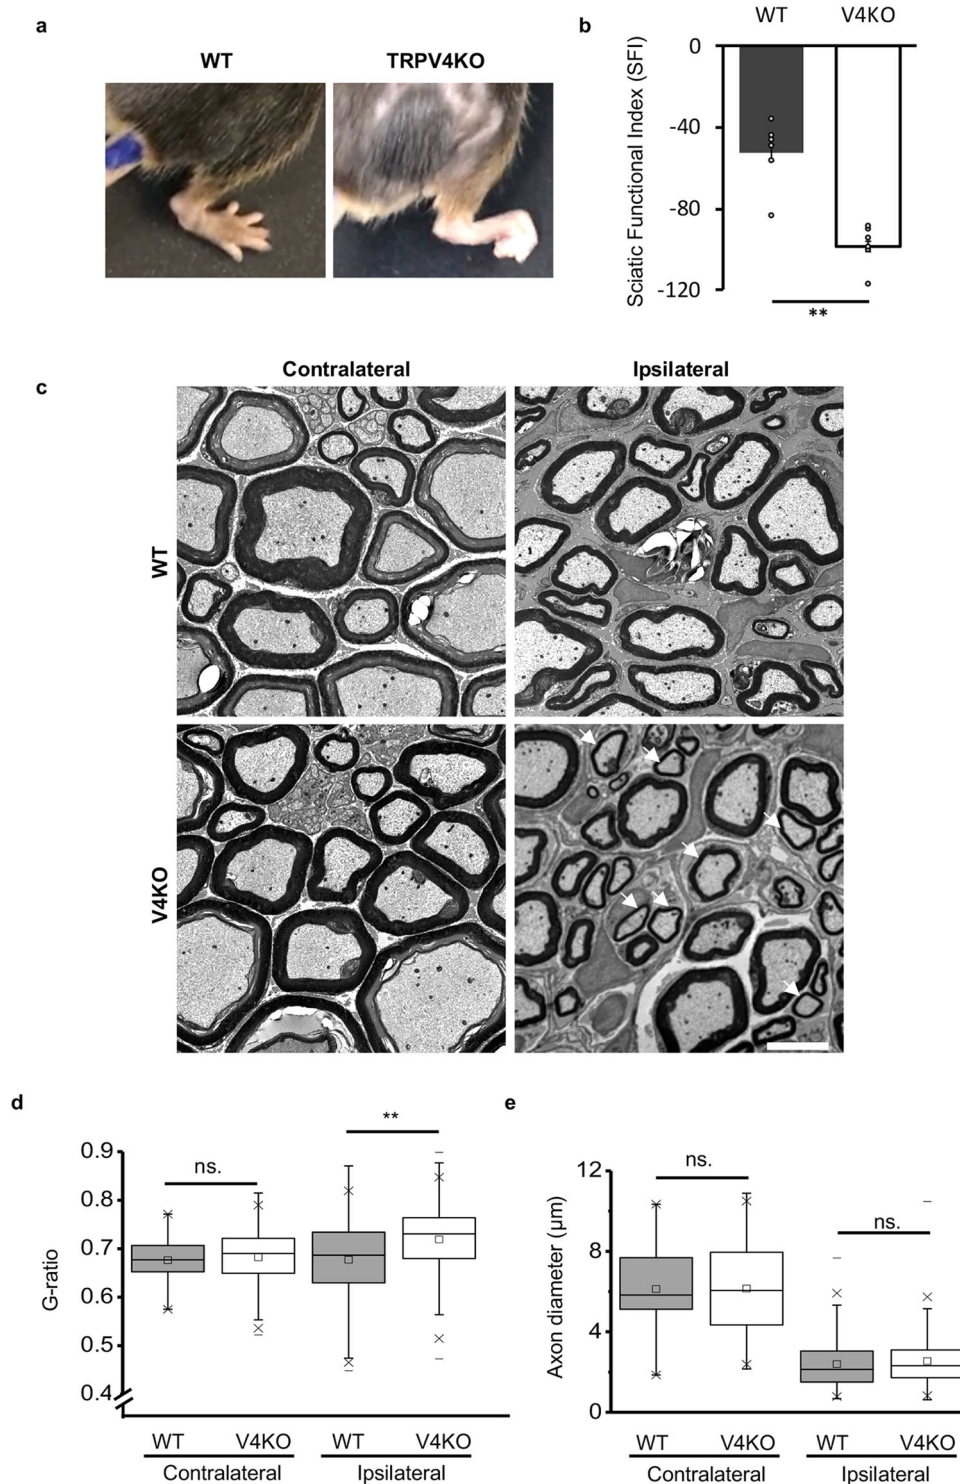 a
WT
TRPV4KO
b
WT
V4KO
Sciatic Functional Index (SFI)
0
-40
-80
-120
**
c
Contralateral
Ipsilateral
WT
V4KO
d
G-ratio
0.9
0.8
0.7
0.6
0.5
0.4
ns.
**
WT
V4KO
WT
V4KO
Contralateral
Ipsilateral
e
Axon diameter (μm)
12
8
4
0
ns.
ns.
WT
V4KO
WT
V4KO
Contralateral
Ipsilateral